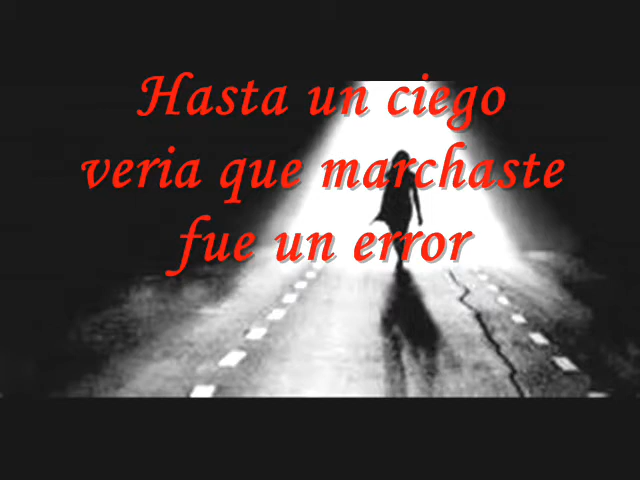 Hasta un ciego
veria que marchaste
fue un error